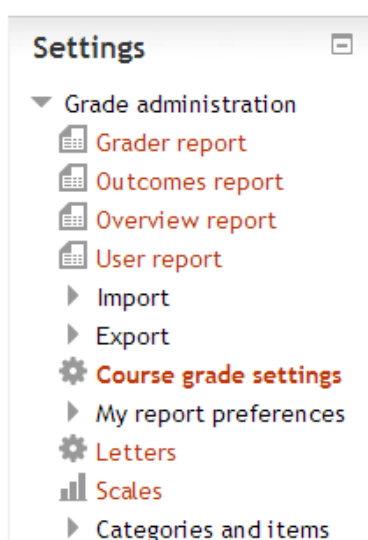 Settings
Grade administration
Grader report
Outcomes report
Overview report
User report
Import
Export
Course grade settings
My report preferences
Letters
Scales
Categories and items